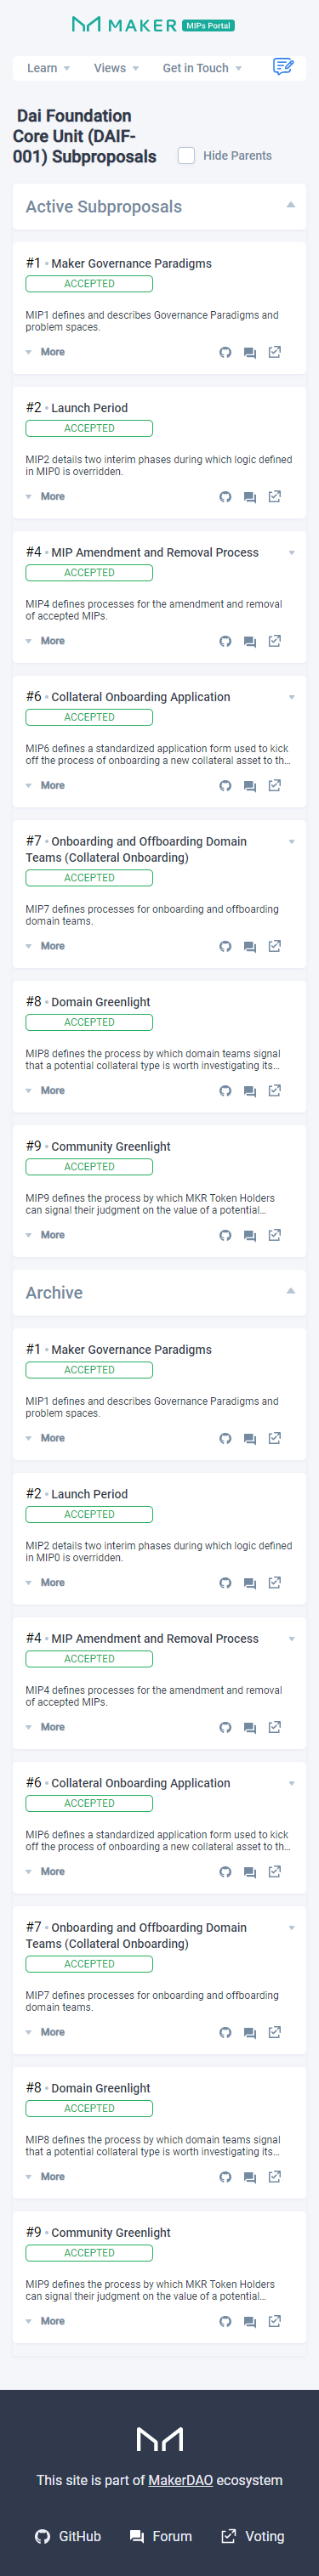 MAKER MIPs Portal
Learn Views Get in Touch
Dai Foundation
Core Unit (DAIF-
001) Subproposals
Hide Parents
Active Subproposals
#1 • Maker Governance Paradigms
ACCEPTED
MIP1 defines and describes Governance Paradigms and
problem spaces.
More
#2 • Launch Period
ACCEPTED
MIP2 details two interim phases during which logic defined
in MIP0 is overridden.
More
#4 • MIP Amendment and Removal Process
ACCEPTED
MIP4 defines processes for the amendment and removal
of accepted MIPs.
More
#6 • Collateral Onboarding Application
ACCEPTED
MIP6 defines a standardized application form used to kick
off the process of onboarding a new collateral asset to th...
More
#7 • Onboarding and Offboarding Domain
Teams (Collateral Onboarding)
ACCEPTED
MIP7 defines processes for onboarding and offboarding
domain teams.
More
#8 • Domain Greenlight
ACCEPTED
MIP8 defines the process by which domain teams signal
that a potential collateral type is worth investigating its...
More
#9 • Community Greenlight
ACCEPTED
MIP9 defines the process by which MKR Token Holders
can signal their judgment on the value of a potential...
More
Archive
#1 • Maker Governance Paradigms
ACCEPTED
MIP1 defines and describes Governance Paradigms and
problem spaces.
More
#2 • Launch Period
ACCEPTED
MIP2 details two interim phases during which logic defined
in MIP0 is overridden.
More
#4 • MIP Amendment and Removal Process
ACCEPTED
MIP4 defines processes for the amendment and removal
of accepted MIPs.
More
#6 • Collateral Onboarding Application
ACCEPTED
MIP6 defines a standardized application form used to kick
off the process of onboarding a new collateral asset to th...
More
#7 • Onboarding and Offboarding Domain
Teams (Collateral Onboarding)
ACCEPTED
MIP7 defines processes for onboarding and offboarding
domain teams.
More
#8 • Domain Greenlight
ACCEPTED
MIP8 defines the process by which domain teams signal
that a potential collateral type is worth investigating its...
More
#9 • Community Greenlight
ACCEPTED
MIP9 defines the process by which MKR Token Holders
can signal their judgment on the value of a potential...
More
This site is part of MakerDAO ecosystem
GitHub Forum Voting